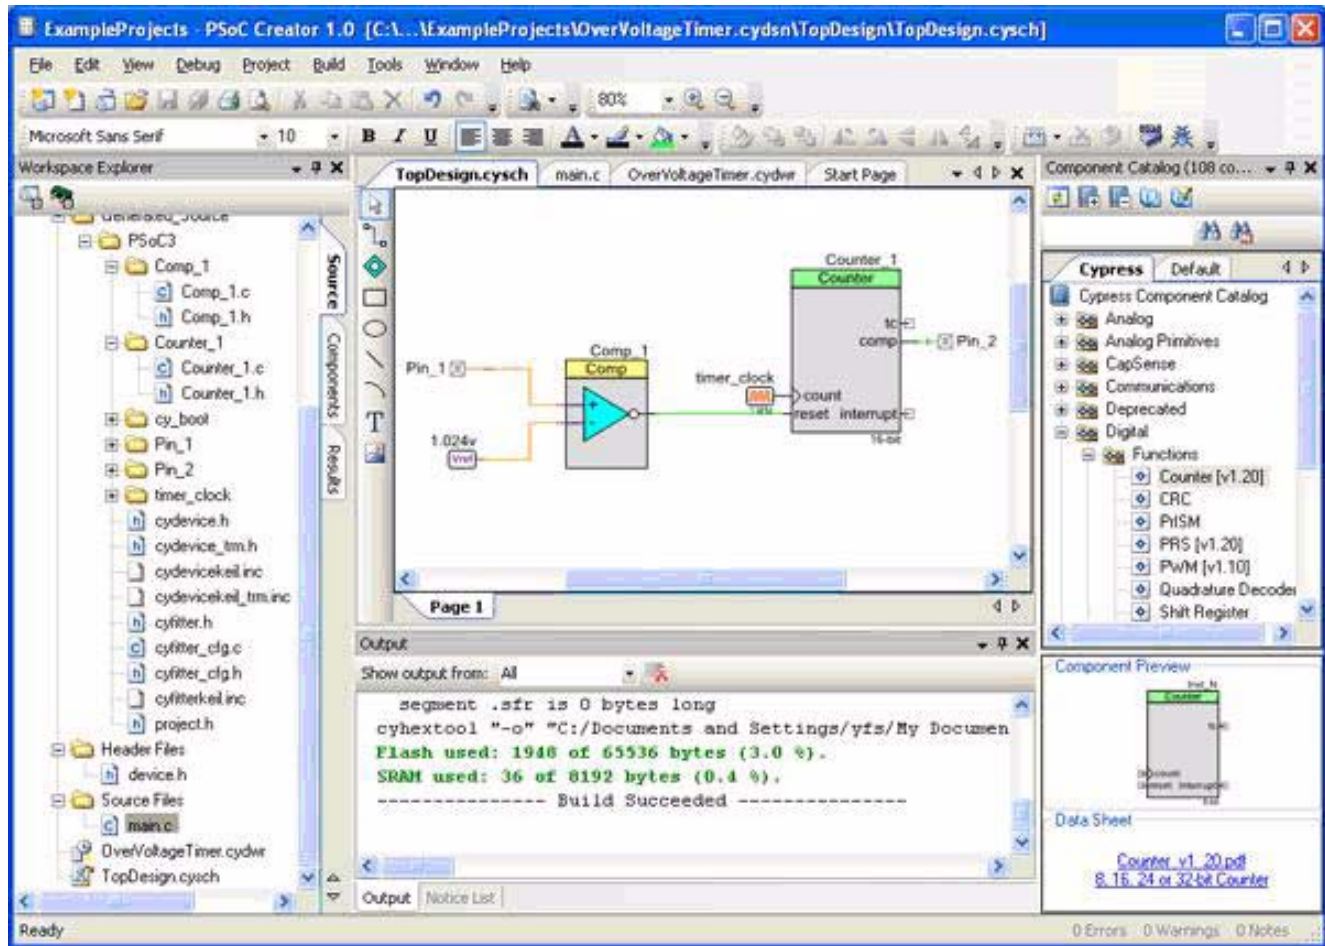 ExampleProjects - PSoC Creator 1.0 [C:\...\ExampleProjects\OverVoltageTimer.cydsn\TopDesign\TopDesign.cysch]
File Edit View Debug Project Build Tools Window Help
80%
Microsoft Sans Serif 10 B I U
Workspace Explorer
Generated_Source
PSoC3
Comp_1
Comp_1.c
Comp_1.h
Counter_1
Counter_1.c
Counter_1.h
cy_boot
Pin_1
Pin_2
timer_clock
cydevice.h
cydevice_trm.h
cydevicekeil.inc
cydevicekeil_trm.inc
cyfitter.h
cyfitter_cfg.c
cyfitter_cfg.h
cyfitterkeil.inc
project.h
Header Files
device.h
Source Files
main.c
OverVoltageTimer.cydwr
TopDesign.cysch
Source
Components
Results
TopDesign.cysch main.c OverVoltageTimer.cydwr Start Page
T
Counter_1
Counter
tc
comp
Pin_2
Comp_1
Comp
Pin_1
timer_clock
count
reset interrupt
16-bit
1.024v
Vref
Page 1
Output
Show output from: All
segment .sfr is 0 bytes long
cyhextool "-o" "C:/Documents and Settings/yfs/My Documen
Flash used: 1948 of 65536 bytes (3.0 %).
SRAM used: 36 of 8192 bytes (0.4 %).
--------------- Build Succeeded ---------------
Output Notice List
Component Catalog (108 co...
Cypress Default
Cypress Component Catalog
Analog
Analog Primitives
CapSense
Communications
Deprecated
Digital
Functions
Counter [v1.20]
CRC
PrISM
PRS [v1.20]
PWM [v1.10]
Quadrature Decoder
Shift Register
Component Preview
Counter
Data Sheet
Counter_v1_20.pdf
8, 16, 24 or 32-bit Counter
Ready
0 Errors 0 Warnings 0 Notes